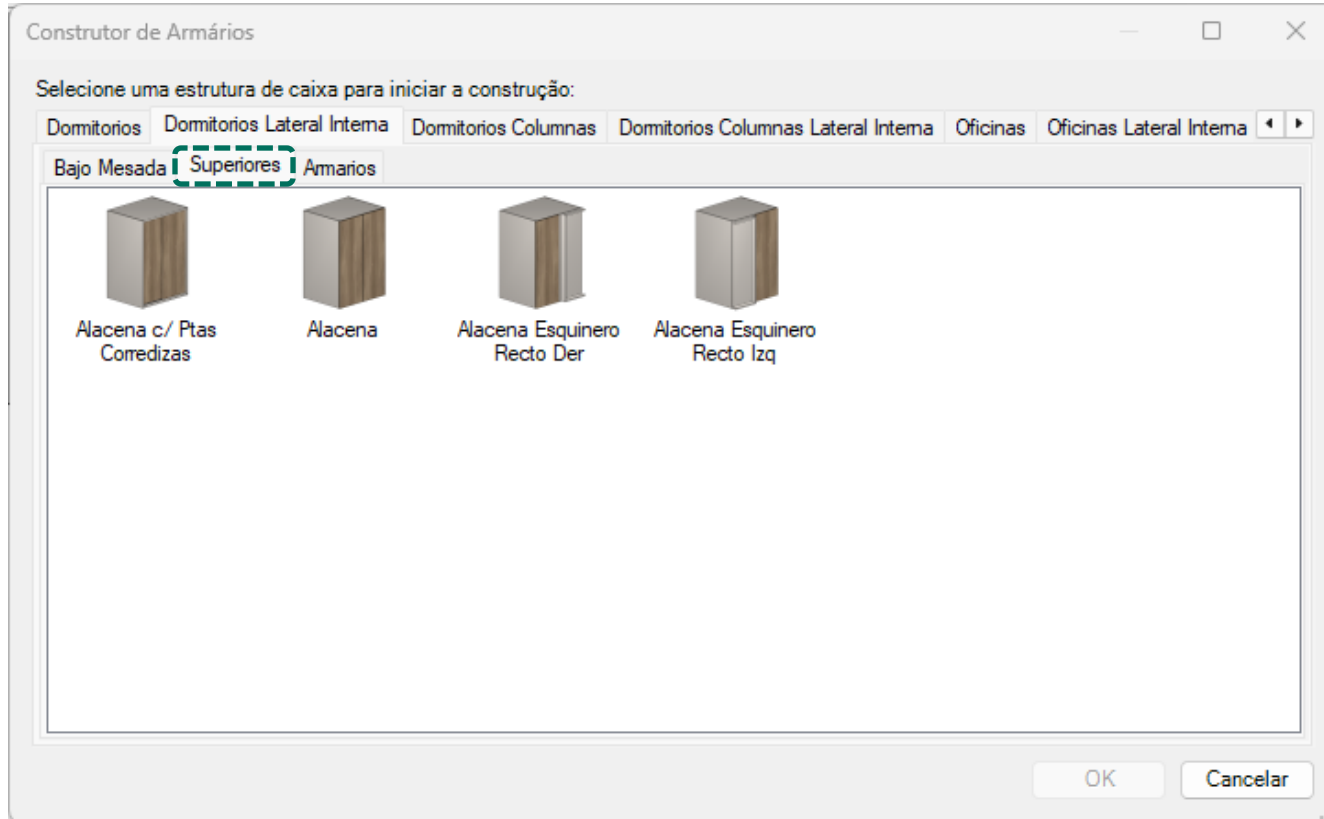 Construtor de Armários
Selecione uma estrutura de caixa para iniciar a construção:
Dormitorios Dormitorios Lateral Interna Dormitorios Columnas Dormitorios Columnas Lateral Interna Oficinas Oficinas Lateral Interna
Bajo Mesada Superiores Armarios
Alacena c/ Ptas
Corredizas
Alacena
Alacena Esquinero
Recto Der
Alacena Esquinero
Recto Izq
OK Cancelar